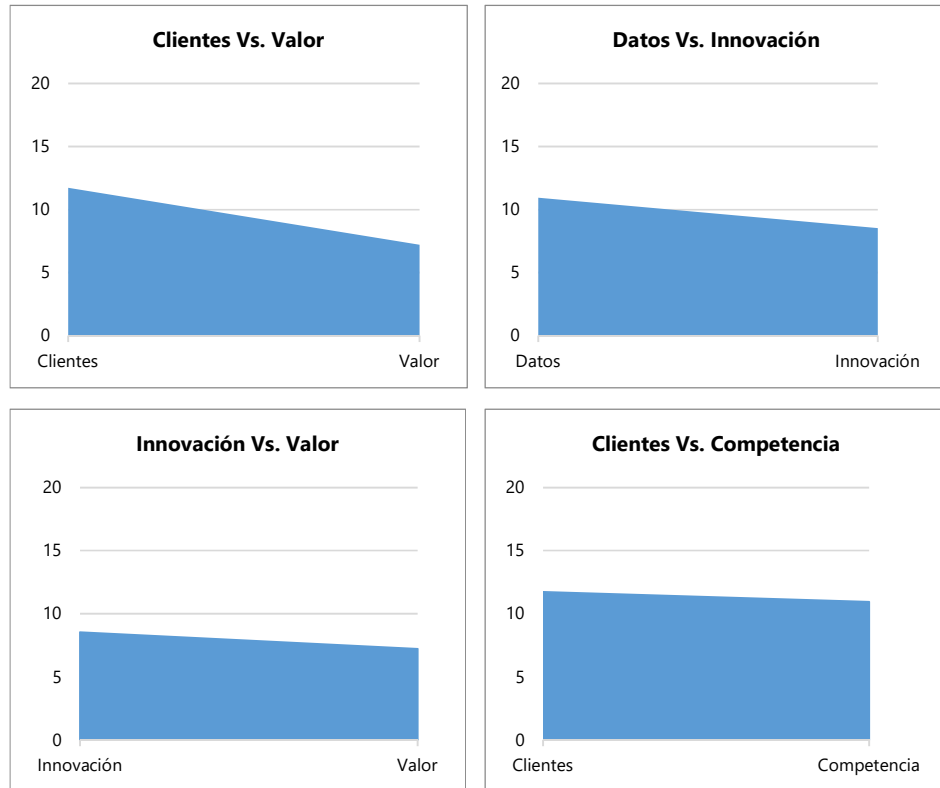 Clientes Vs. Valor
20
15
10
5
0
Clientes Valor
Datos Vs. Innovación
20
15
10
5
0
Datos Innovación
Innovación Vs. Valor
20
15
10
5
0
Innovación Valor
Clientes Vs. Competencia
20
15
10
5
0
Clientes Competencia